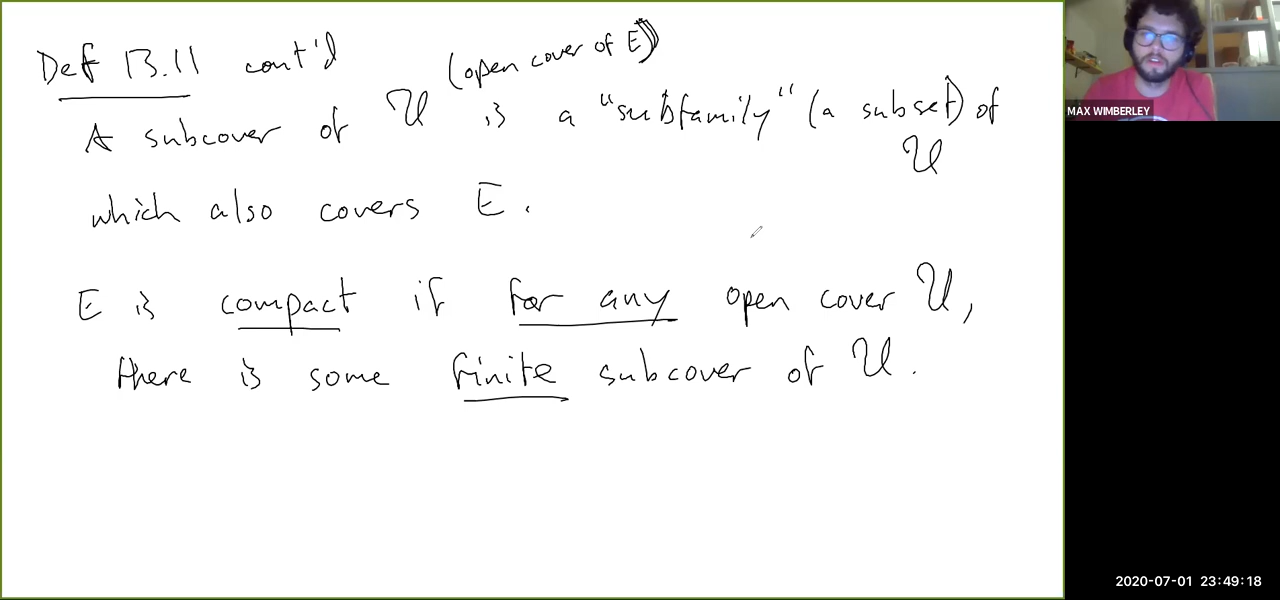 Def 13.11 cont'd
(open cover of E)
A subcover of 𝒰 is a "subfamily" (a subset) of
𝒰
which also covers E.
E is compact if for any open cover 𝒰,
there is some finite subcover of 𝒰.
MAX WIMBERLEY
2020-07-01 23:49:18